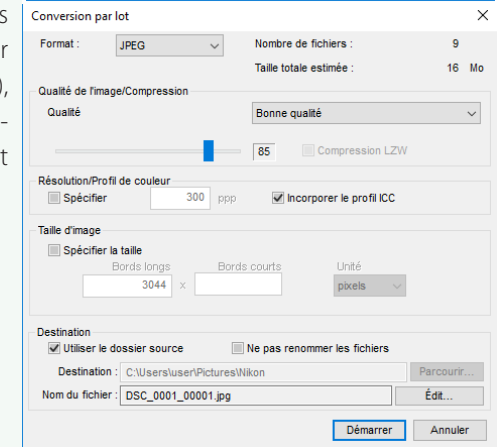 s
r
),
-
t
Conversion par lot
Format : JPEG Nombre de fichiers : 9
Taille totale estimée : 16 Mo
Qualité de l'image/Compression
Qualité Bonne qualité
85 Compression LZW
Résolution/Profil de couleur
Spécifier 300 ppp Incorporer le profil ICC
Taille d'image
Spécifier la taille
Bords longs Bords courts Unité
3044 x pixels
Destination
Utiliser le dossier source Ne pas renommer les fichiers
Destination : C:\Users\user\Pictures\Nikon Parcourir...
Nom du fichier : DSC_0001_00001.jpg Édit...
Démarrer Annuler